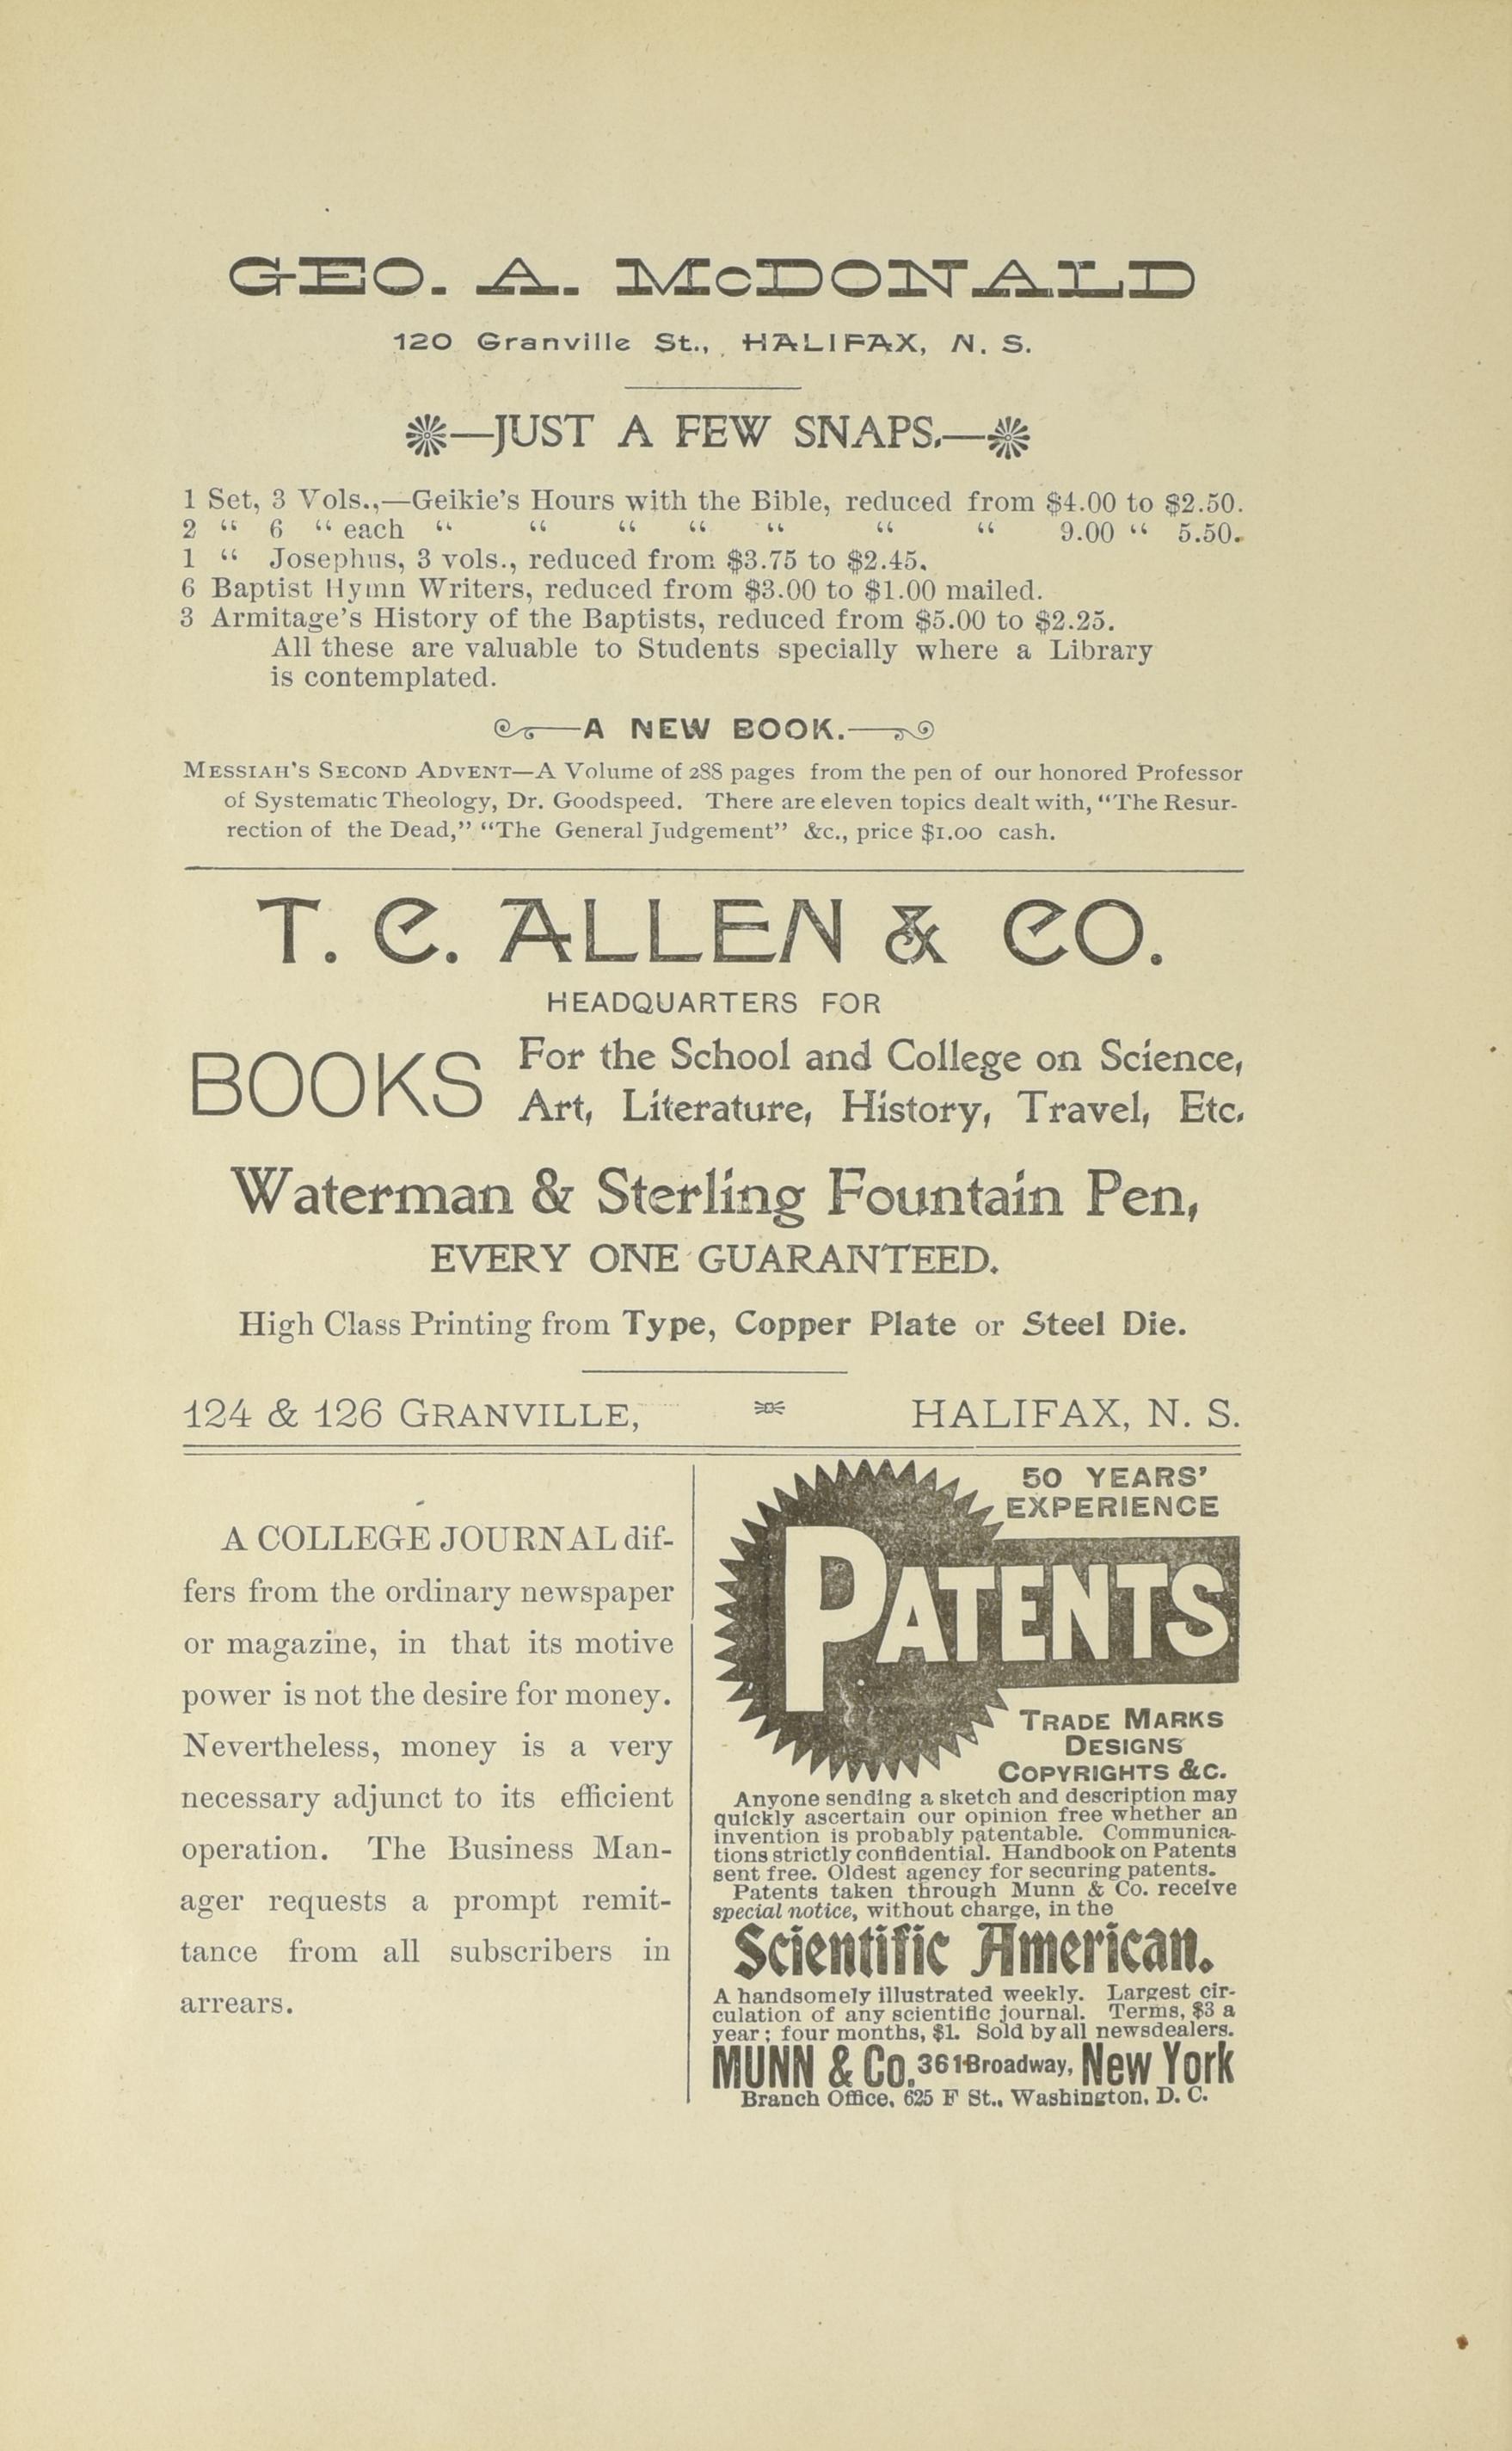 GEO. A. McDONALD
120 Granville St., HALIFAX, N. S.
—JUST A FEW SNAPS.—
1 Set, 3 Vols.,—Geikie's Hours with the Bible, reduced from $4.00 to $2.50.
2 “ 6 “ each “ “ “ “ “ “ “ 9.00 “ 5.50.
1 “ Josephus, 3 vols., reduced from $3.75 to $2.45.
6 Baptist Hymn Writers, reduced from $3.00 to $1.00 mailed.
3 Armitage's History of the Baptists, reduced from $5.00 to $2.25.
All these are valuable to Students specially where a Library
is contemplated.
—A NEW BOOK.—
MESSIAH'S SECOND ADVENT—A Volume of 288 pages from the pen of our honored Professor
of Systematic Theology, Dr. Goodspeed. There are eleven topics dealt with, “The Resur-
rection of the Dead,” “The General Judgement” &c., price $1.00 cash.
T. C. ALLEN & CO.
HEADQUARTERS FOR
BOOKS For the School and College on Science,
Art, Literature, History, Travel, Etc.
Waterman & Sterling Fountain Pen,
EVERY ONE GUARANTEED.
High Class Printing from Type, Copper Plate or Steel Die.
124 & 126 GRANVILLE, HALIFAX, N. S.
A COLLEGE JOURNAL dif-
fers from the ordinary newspaper
or magazine, in that its motive
power is not the desire for money.
Nevertheless, money is a very
necessary adjunct to its efficient
operation. The Business Man-
ager requests a prompt remit-
tance from all subscribers in
arrears.
50 YEARS'
EXPERIENCE
PATENTS
TRADE MARKS
DESIGNS
COPYRIGHTS &C.
Anyone sending a sketch and description may
quickly ascertain our opinion free whether an
invention is probably patentable. Communica-
tions strictly confidential. Handbook on Patents
sent free. Oldest agency for securing patents.
Patents taken through Munn & Co. receive
special notice, without charge, in the
Scientific American.
A handsomely illustrated weekly. Largest cir-
culation of any scientific journal. Terms, $3 a
year; four months, $1. Sold by all newsdealers.
MUNN & Co. 361 Broadway, New York
Branch Office, 625 F St., Washington, D. C.